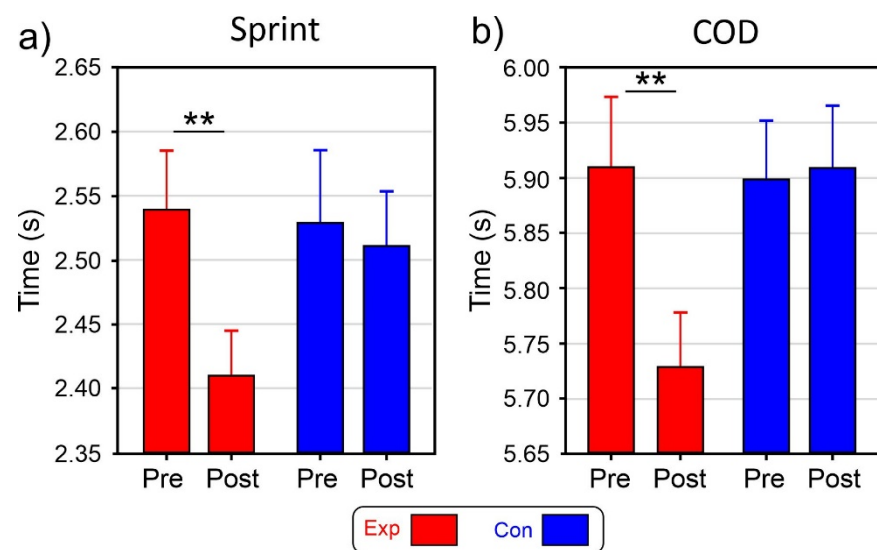 a) Sprint
Time (s)
2.65
2.60
2.55
2.50
2.45
2.40
2.35
**
Pre Post Pre Post
b) COD
Time (s)
6.00
5.95
5.90
5.85
5.80
5.75
5.70
5.65
**
Pre Post Pre Post
Exp Con